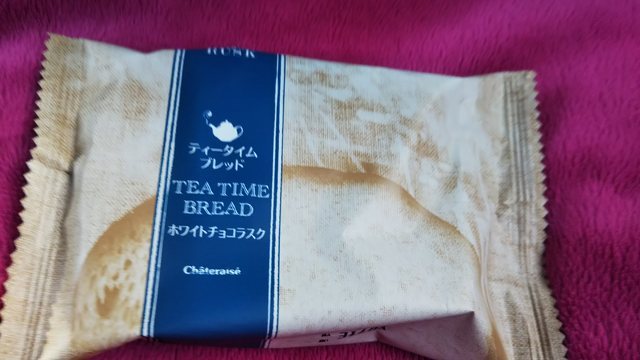 RUSK
ティータイム
ブレッド
TEA TIME
BREAD
ホワイトチョコラスク
Châteraisé